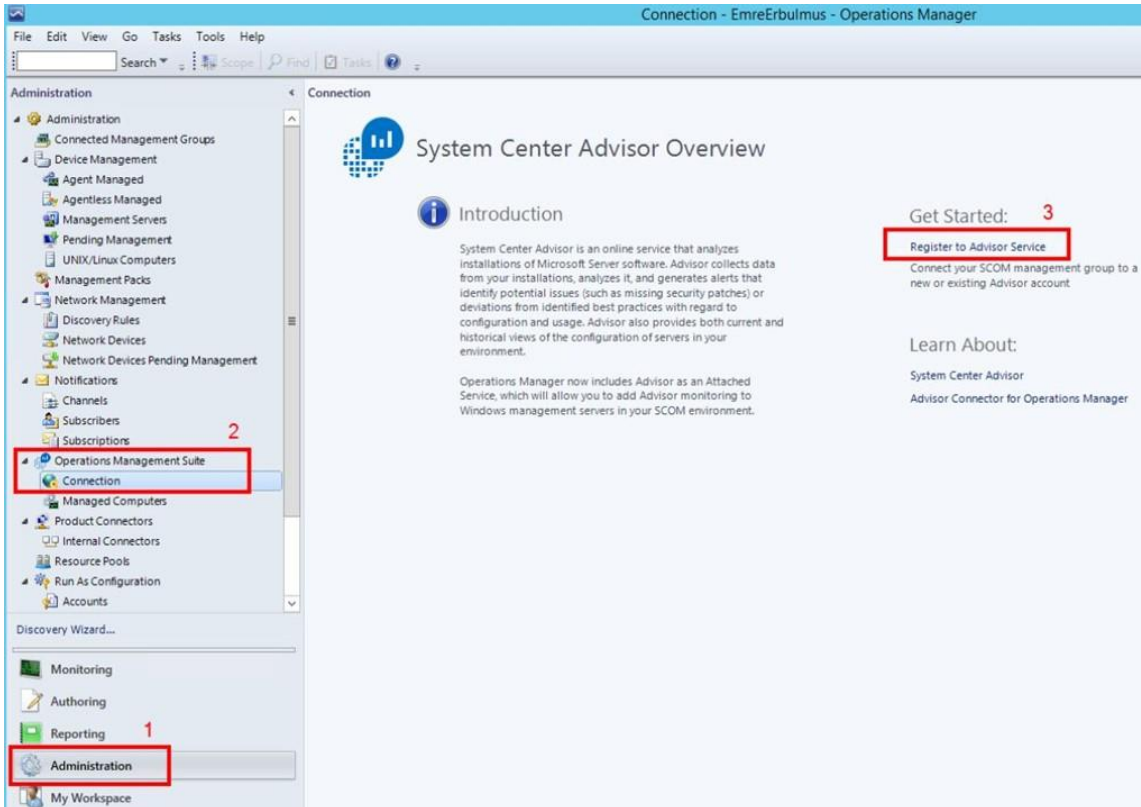 Connection - EmreErbulmus - Operations Manager
File Edit View Go Tasks Tools Help
Search Scope Find Tasks
Administration
Administration
Connected Management Groups
Device Management
Agent Managed
Agentless Managed
Management Servers
Pending Management
UNIX/Linux Computers
Management Packs
Network Management
Discovery Rules
Network Devices
Network Devices Pending Management
Notifications
Channels
Subscribers
Subscriptions
2
Operations Management Suite
Connection
Managed Computers
Product Connectors
Internal Connectors
Resource Pools
Run As Configuration
Accounts
Discovery Wizard...
Monitoring
Authoring
Reporting
1
Administration
My Workspace
Connection
System Center Advisor Overview
Introduction
System Center Advisor is an online service that analyzes
installations of Microsoft Server software. Advisor collects data
from your installations, analyzes it, and generates alerts that
identify potential issues (such as missing security patches) or
deviations from identified best practices with regard to
configuration and usage. Advisor also provides both current and
historical views of the configuration of servers in your
environment.
Operations Manager now includes Advisor as an Attached
Service, which will allow you to add Advisor monitoring to
Windows management servers in your SCOM environment.
Get Started:
3
Register to Advisor Service
Connect your SCOM management group to a
new or existing Advisor account
Learn About:
System Center Advisor
Advisor Connector for Operations Manager